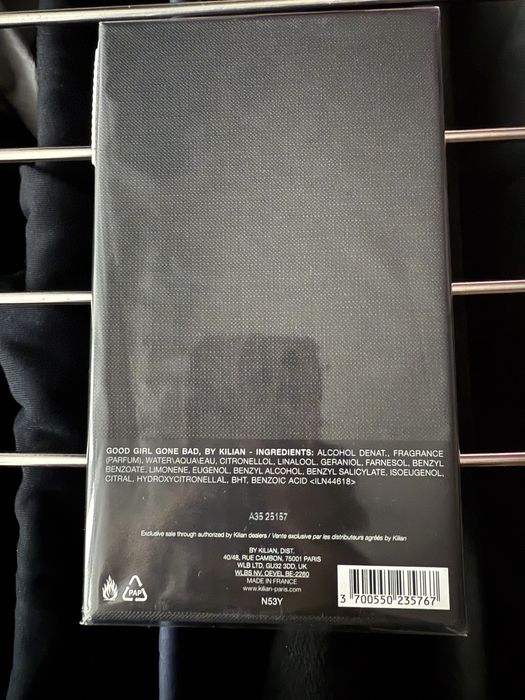 GOOD GIRL GONE BAD, BY KILIAN - INGREDIENTS: ALCOHOL DENAT., FRAGRANCE
(PARFUM), WATER\AQUA\EAU, CITRONELLOL, LINALOOL, GERANIOL, FARNESOL, BENZYL
BENZOATE, LIMONENE, EUGENOL, BENZYL ALCOHOL, BENZYL SALICYLATE, ISOEUGENOL,
CITRAL, HYDROXYCITRONELLAL, BHT, BENZOIC ACID <ILN44618>
A35 25157
Exclusive sale through authorized by Kilian dealers / Vente exclusive par les distributeurs agréés by Kilian
BY KILIAN, DIST.
40/48, RUE CAMBON, 75001 PARIS
WLB LTD, GU32 3DD, UK
WLBS NV, OEVEL BE-2260
MADE IN FRANCE
www.kilian-paris.com
N53Y
PAP
3 700550 235767